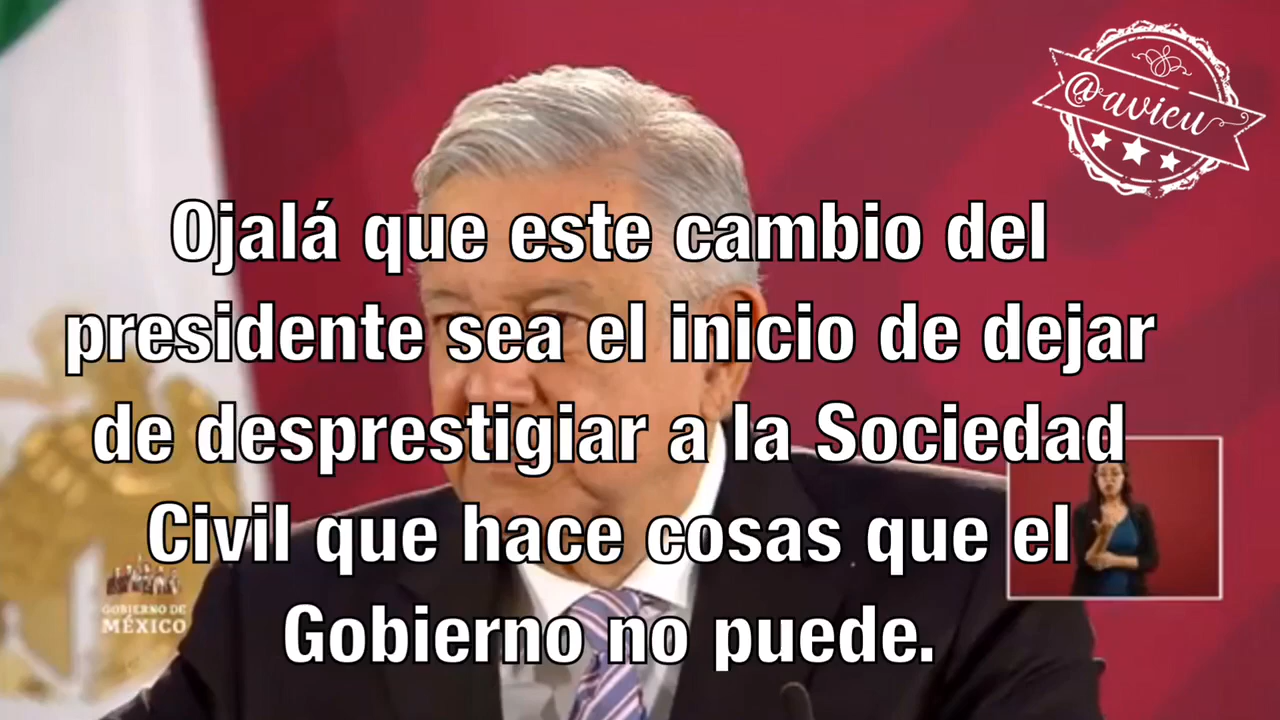 @avieu
Ojalá que este cambio del
presidente sea el inicio de dejar
de desprestigiar a la Sociedad
Civil que hace cosas que el
Gobierno no puede.
GOBIERNO DE
MÉXICO